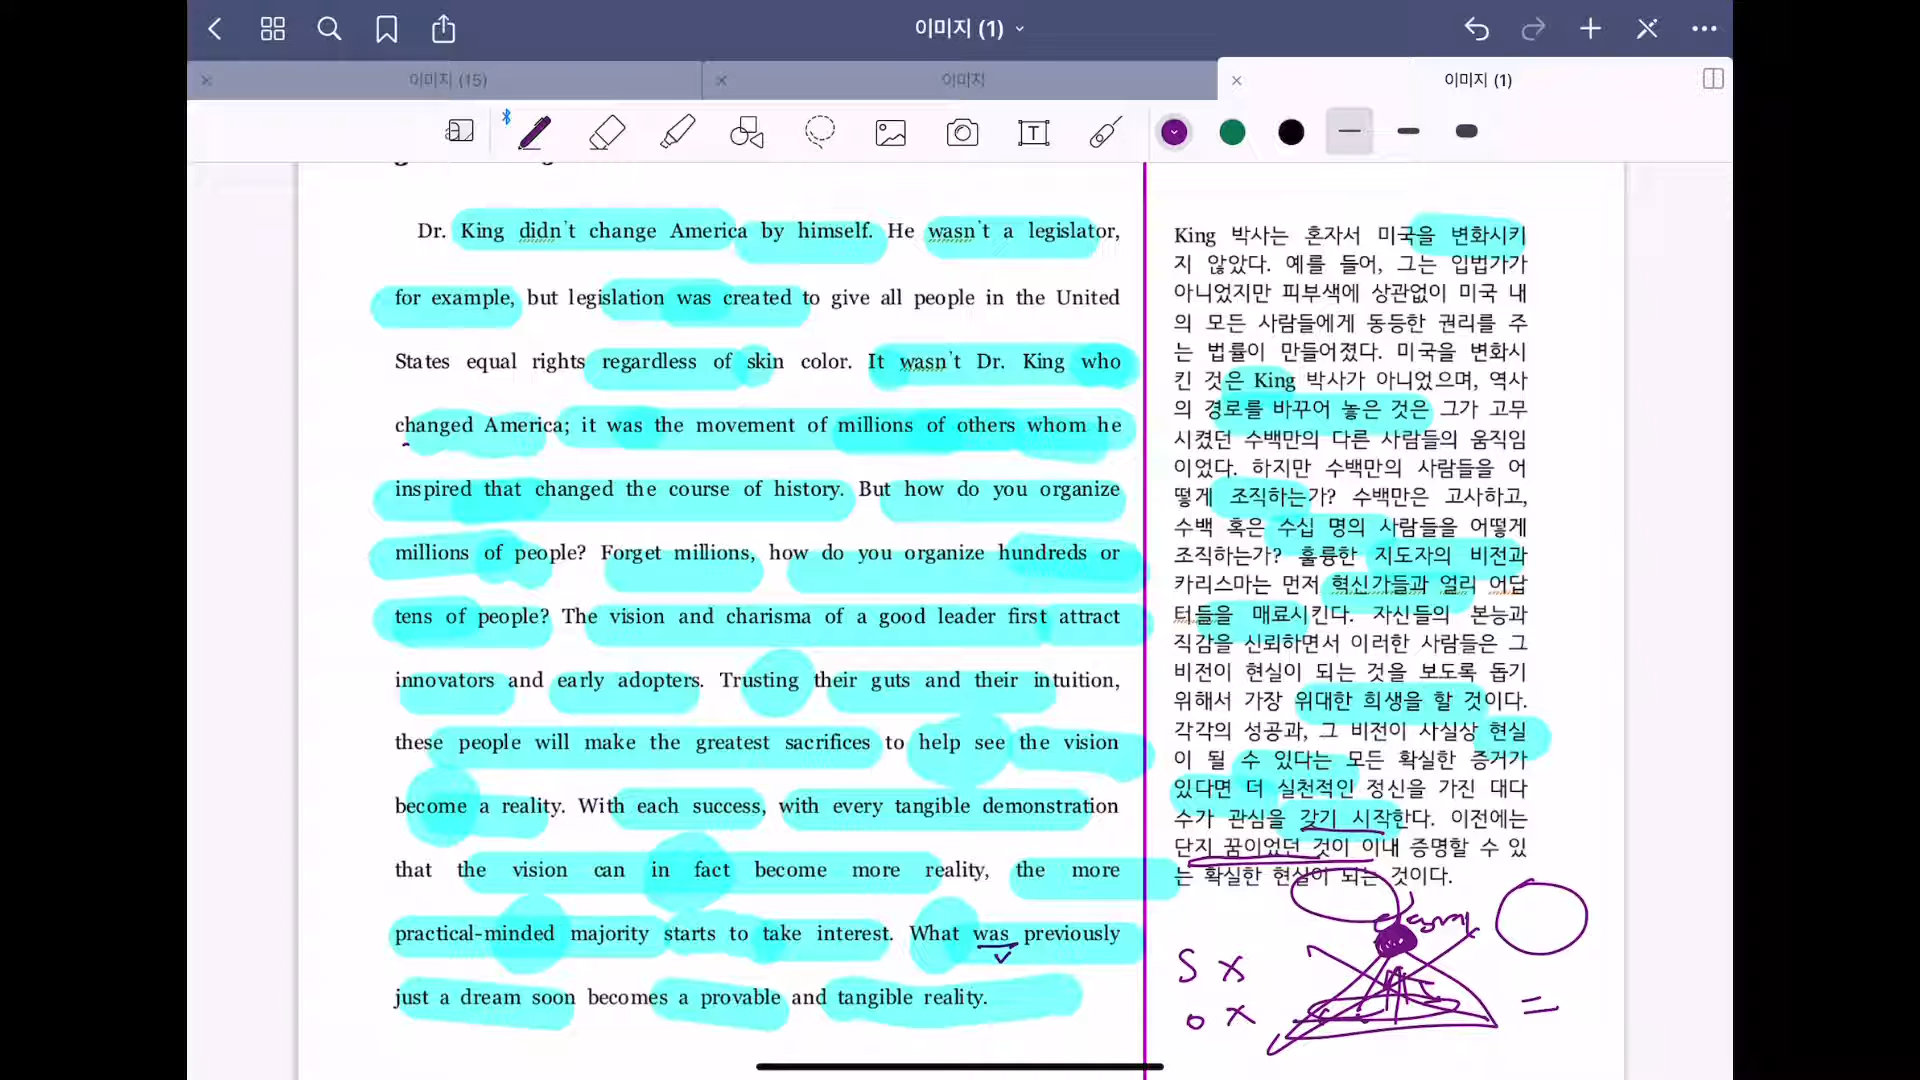 이미지 (1)
이미지 (15)
이미지
이미지 (1)
Dr. King didn't change America by himself. He wasn't a legislator,
for example, but legislation was created to give all people in the United
States equal rights regardless of skin color. It wasn't Dr. King who
changed America; it was the movement of millions of others whom he
inspired that changed the course of history. But how do you organize
millions of people? Forget millions, how do you organize hundreds or
tens of people? The vision and charisma of a good leader first attract
innovators and early adopters. Trusting their guts and their intuition,
these people will make the greatest sacrifices to help see the vision
become a reality. With each success, with every tangible demonstration
that the vision can in fact become more reality, the more
practical-minded majority starts to take interest. What was previously
just a dream soon becomes a provable and tangible reality.
King 박사는 혼자서 미국을 변화시키
지 않았다. 예를 들어, 그는 입법가가
아니었지만 피부색에 상관없이 미국 내
의 모든 사람들에게 동등한 권리를 주
는 법률이 만들어졌다. 미국을 변화시
킨 것은 King 박사가 아니었으며, 역사
의 경로를 바꾸어 놓은 것은 그가 고무
시켰던 수백만의 다른 사람들의 움직임
이었다. 하지만 수백만의 사람들을 어
떻게 조직하는가? 수백만은 고사하고,
수백 혹은 수십 명의 사람들을 어떻게
조직하는가? 훌륭한 지도자의 비전과
카리스마는 먼저 혁신가들과 얼리 어답
터들을 매료시킨다. 자신들의 본능과
직감을 신뢰하면서 이러한 사람들은 그
비전이 현실이 되는 것을 보도록 돕기
위해서 가장 위대한 희생을 할 것이다.
각각의 성공과, 그 비전이 사실상 현실
이 될 수 있다는 모든 확실한 증거가
있다면 더 실천적인 정신을 가진 대다
수가 관심을 갖기 시작한다. 이전에는
단지 꿈이었던 것이 이내 증명할 수 있
는 확실한 현실이 되는 것이다.
S X
O X